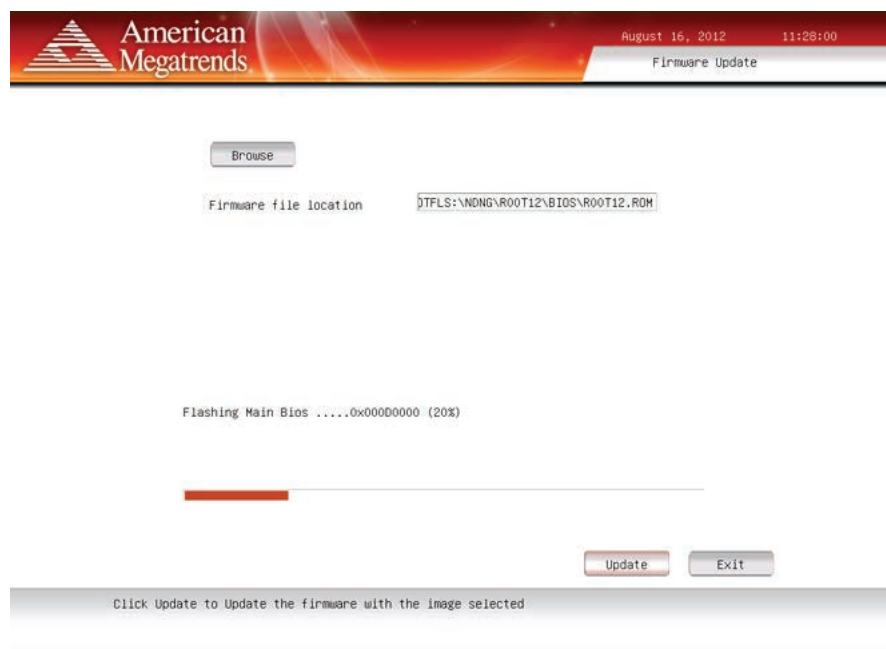 American
Megatrends
August 16, 2012 11:28:00
Firmware Update
Browse
Firmware file location OTFLS:\NDNG\ROOT12\BIOS\ROOT12.ROM
Flashing Main Bios .....0x000D0000 (20%)
Update Exit
Click Update to Update the firmware with the image selected